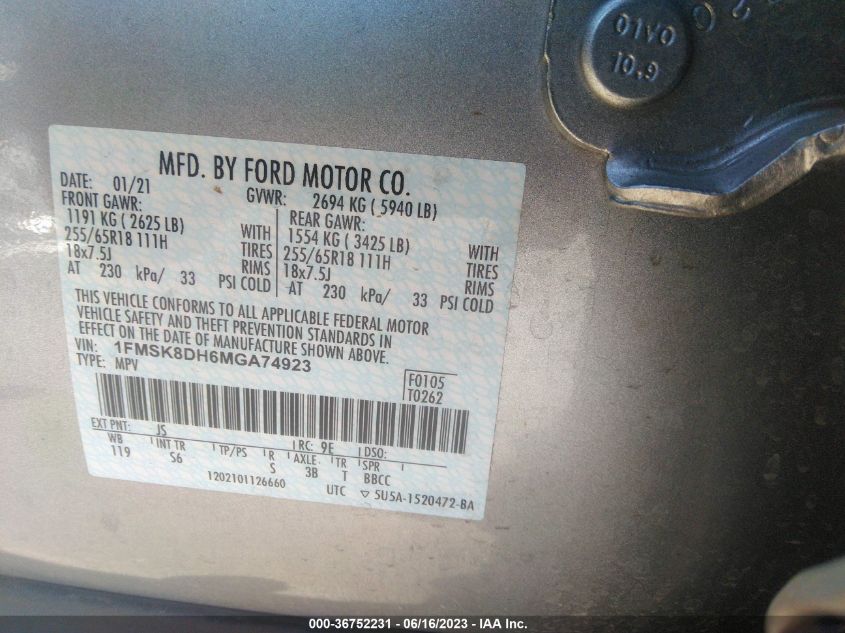 01V0
10.9
MFD. BY FORD MOTOR CO.
DATE: 01/21 GVWR: 2694 KG ( 5940 LB)
FRONT GAWR: REAR GAWR:
1191 KG ( 2625 LB) WITH 1554 KG ( 3425 LB) WITH
255/65R18 111H TIRES 255/65R18 111H TIRES
18x7.5J RIMS 18x7.5J RIMS
AT 230 kPa/ 33 PSI COLD AT 230 kPa/ 33 PSI COLD
THIS VEHICLE CONFORMS TO ALL APPLICABLE FEDERAL MOTOR
VEHICLE SAFETY AND THEFT PREVENTION STANDARDS IN
EFFECT ON THE DATE OF MANUFACTURE SHOWN ABOVE.
VIN: 1FMSK8DH6MGA74923
TYPE: MPV
F0105
T0262
EXT PNT: JS RC: 9E DSO:
WB INT TR TP/PS R AXLE TR SPR
119 S6 S 3B T BBCC
1202101126660 UTC ▽ 5U5A-1520472-BA
000-36752231 - 06/16/2023 - IAA Inc.